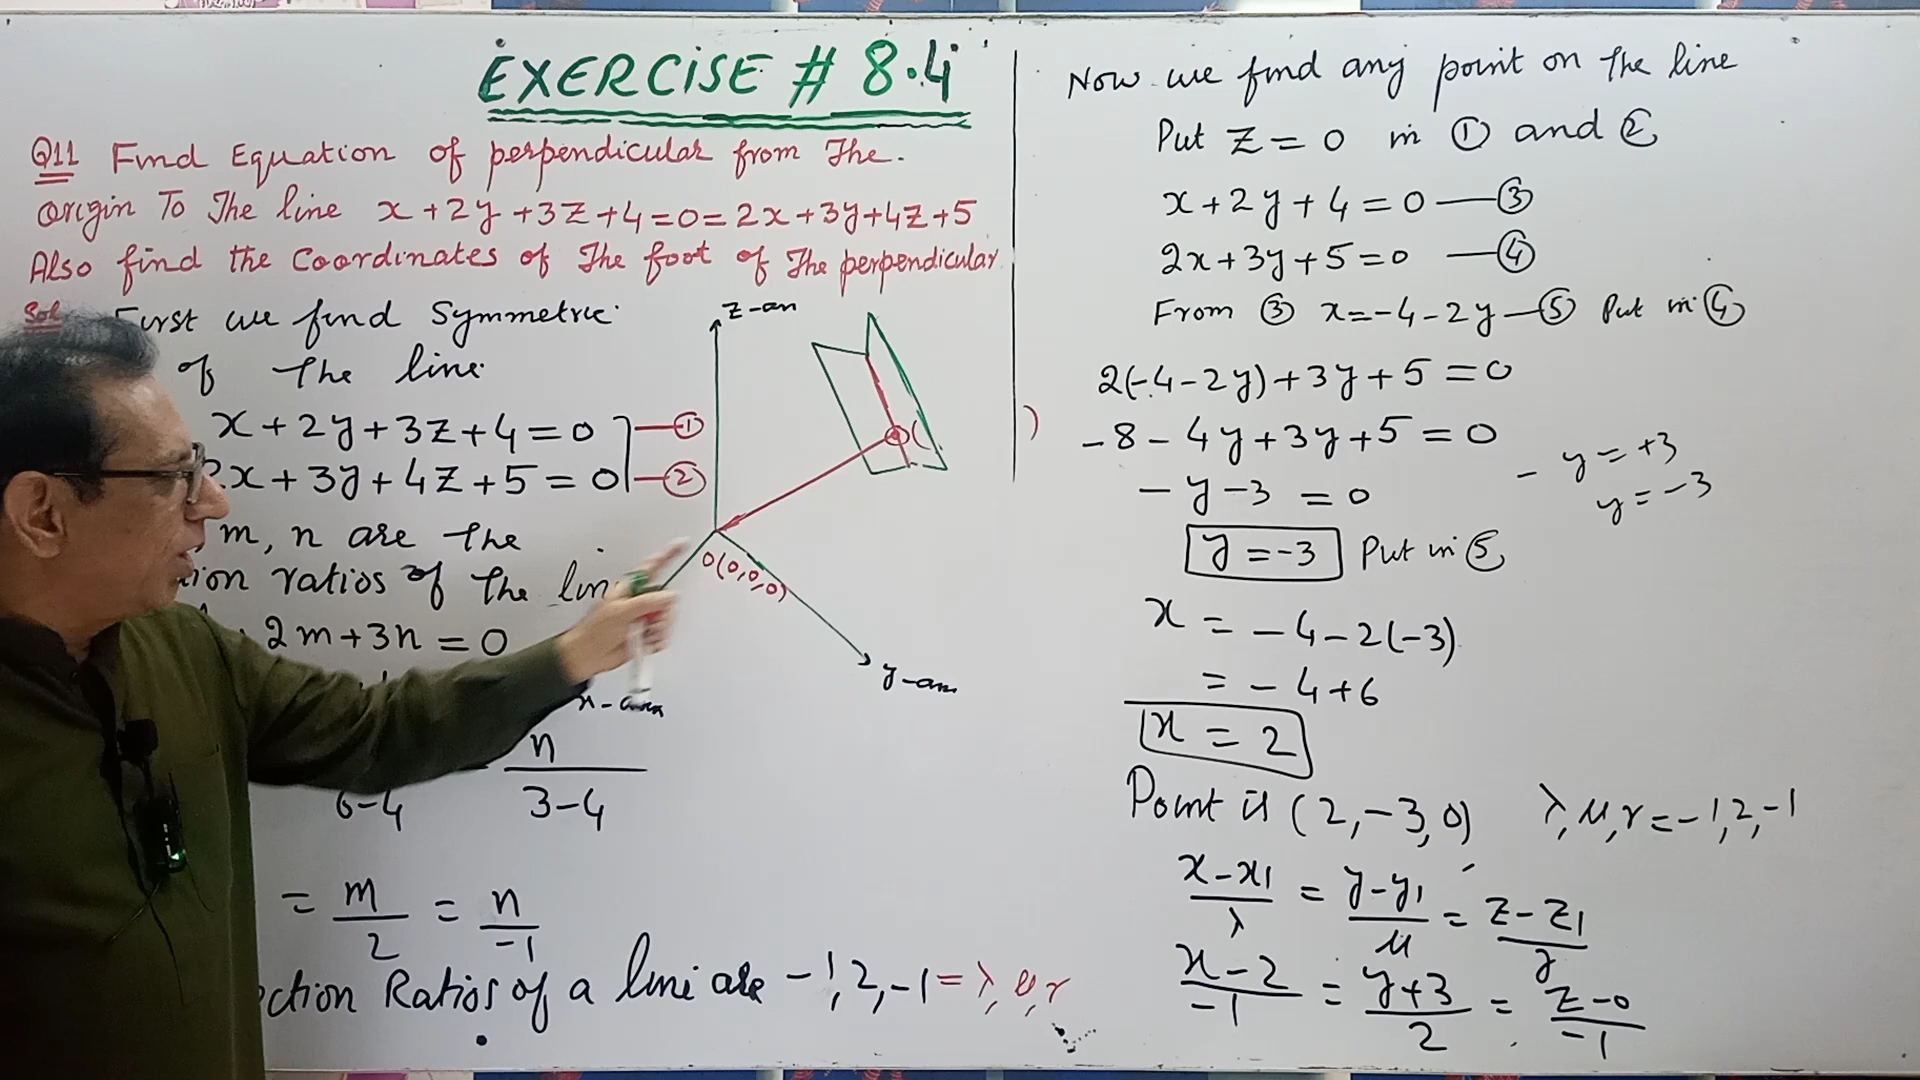 EXERCISE # 8.4
Q11 Find Equation of perpendicular from The
origin To The line x+2y+3z+4=0=2x+3y+4z+5
Also find the Coordinates of The foot of The perpendicular
Sol First we find Symmetric
of The line
x+2y+3z+4=0 —①
2x+3y+4z+5=0 —②
m, n are the
ratios of The line
2m+3n=0
n
6-4 3-4
= m/2 = n/-1
ction Ratios of a line are -1,2,-1=λ,μ,r
z-an
O(0,0,0)
y-am
Now we find any point on The line
Put z=0 in ① and ②
x+2y+4=0—③
2x+3y+5=0 —④
From ③ x=-4-2y—⑤ Put in ④
2(-4-2y)+3y+5=0
-8-4y+3y+5=0
-y-3=0
- y=+3
y=-3
y=-3 Put in ⑤
x = -4-2(-3)
= -4+6
x=2
Point is (2,-3,0) λ,μ,r=-1,2,-1
x-x1/λ = y-y1/μ = z-z1/r
x-2/-1 = y+3/2 = z-0/-1